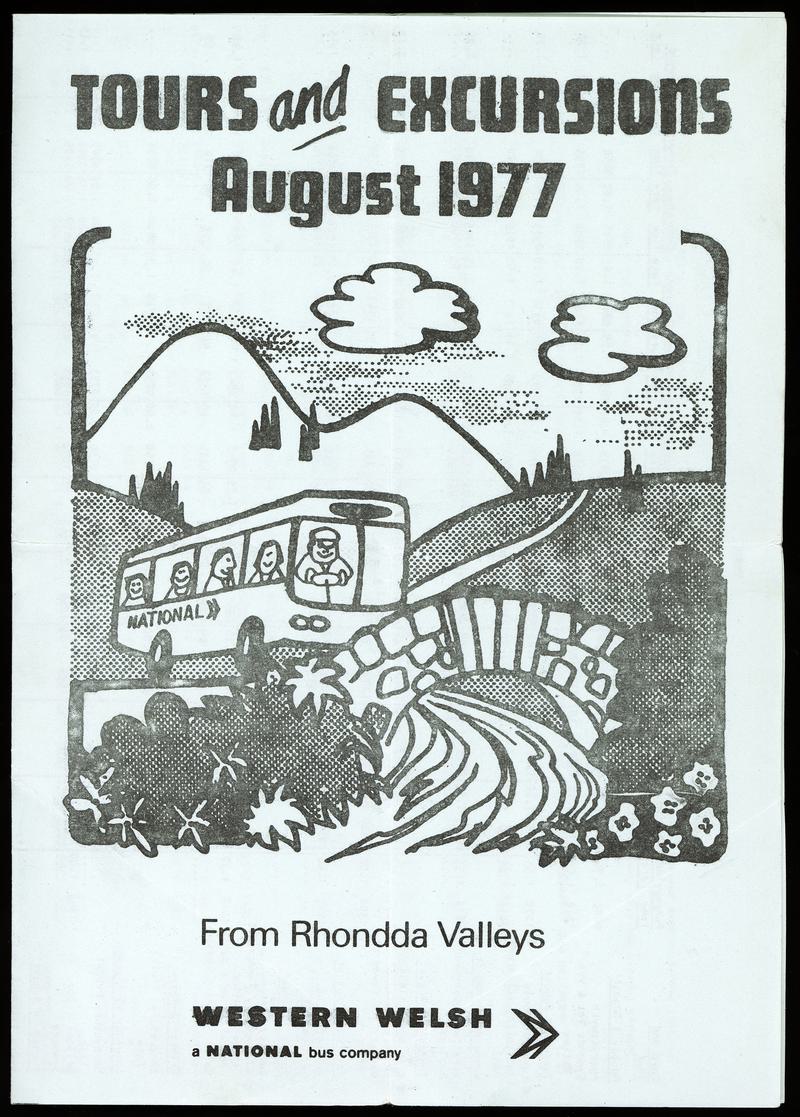 TOURS and EXCURSIONS
August 1977
NATIONAL
From Rhondda Valleys
WESTERN WELSH
a NATIONAL bus company